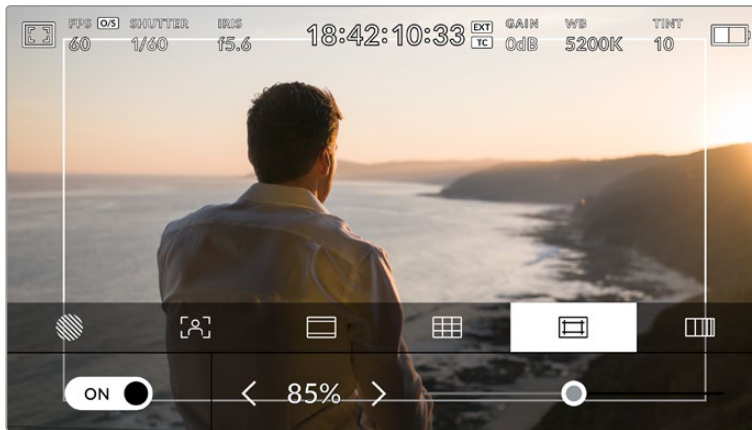 FPS O/S SHUTTER IRIS 18:42:10:33 EXT TC GAIN WB TINT
60 1/60 f5.6 0dB 5200K 10
ON 85%